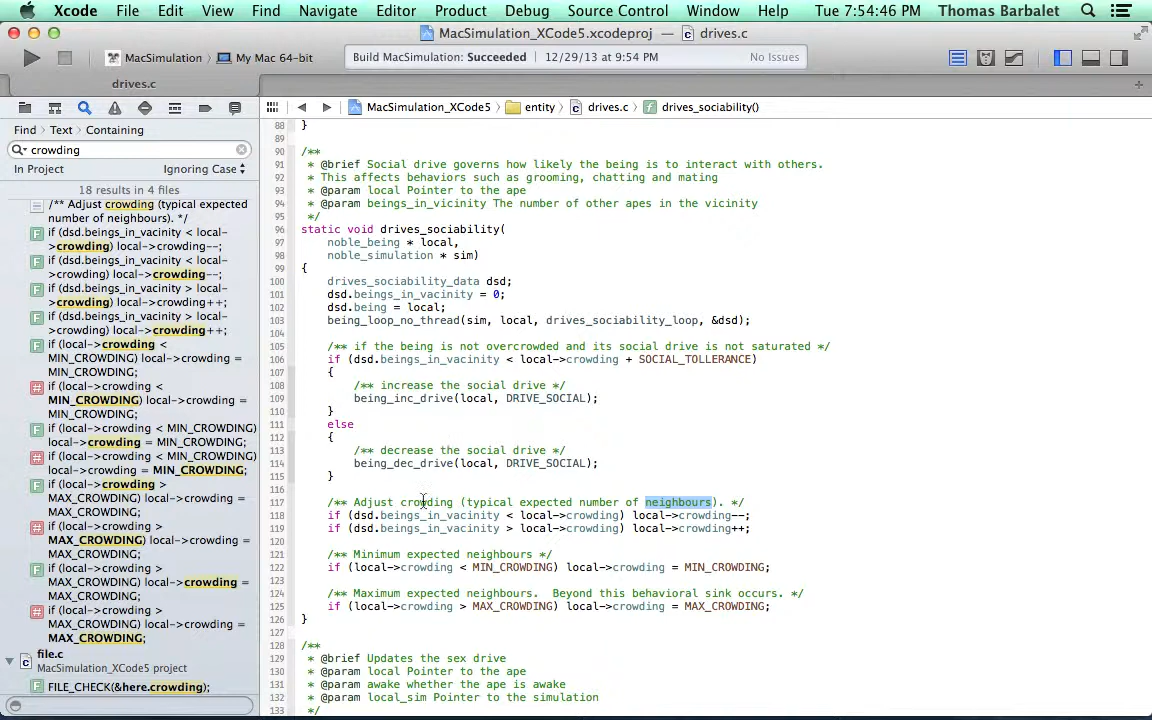 Xcode File Edit View Find Navigate Editor Product Debug Source Control Window Help Tue 7:54:46 PM Thomas Barbalet
MacSimulation_XCode5.xcodeproj — drives.c
MacSimulation 〉 My Mac 64-bit
Build MacSimulation: Succeeded | 12/29/13 at 9:54 PM No Issues
drives.c
MacSimulation_XCode5 〉 entity 〉 drives.c 〉 drives_sociability()
Find 〉 Text 〉 Containing
crowding
In Project Ignoring Case
18 results in 4 files
/** Adjust crowding (typical expected
number of neighbours). */
if (dsd.beings_in_vacinity < local-
>crowding) local->crowding--;
if (dsd.beings_in_vacinity < local-
>crowding) local->crowding--;
if (dsd.beings_in_vacinity > local-
>crowding) local->crowding++;
if (dsd.beings_in_vacinity > local-
>crowding) local->crowding++;
if (local->crowding <
MIN_CROWDING) local->crowding =
MIN_CROWDING;
if (local->crowding <
MIN_CROWDING) local->crowding =
MIN_CROWDING;
if (local->crowding < MIN_CROWDING)
local->crowding = MIN_CROWDING;
if (local->crowding < MIN_CROWDING)
local->crowding = MIN_CROWDING;
if (local->crowding >
MAX_CROWDING) local->crowding =
MAX_CROWDING;
if (local->crowding >
MAX_CROWDING) local->crowding =
MAX_CROWDING;
if (local->crowding >
MAX_CROWDING) local->crowding =
MAX_CROWDING;
if (local->crowding >
MAX_CROWDING) local->crowding =
MAX_CROWDING;
file.c
MacSimulation_XCode5 project
FILE_CHECK(&here.crowding);
88 }
89
90 /**
91 * @brief Social drive governs how likely the being is to interact with others.
92 * This affects behaviors such as grooming, chatting and mating
93 * @param local Pointer to the ape
94 * @param beings_in_vicinity The number of other apes in the vicinity
95 */
96 static void drives_sociability(
97 noble_being * local,
98 noble_simulation * sim)
99 {
100 drives_sociability_data dsd;
101 dsd.beings_in_vacinity = 0;
102 dsd.being = local;
103 being_loop_no_thread(sim, local, drives_sociability_loop, &dsd);
104
105 /** if the being is not overcrowded and its social drive is not saturated */
106 if (dsd.beings_in_vacinity < local->crowding + SOCIAL_TOLLERANCE)
107 {
108 /** increase the social drive */
109 being_inc_drive(local, DRIVE_SOCIAL);
110 }
111 else
112 {
113 /** decrease the social drive */
114 being_dec_drive(local, DRIVE_SOCIAL);
115 }
116
117 /** Adjust crowding (typical expected number of neighbours). */
118 if (dsd.beings_in_vacinity < local->crowding) local->crowding--;
119 if (dsd.beings_in_vacinity > local->crowding) local->crowding++;
120
121 /** Minimum expected neighbours */
122 if (local->crowding < MIN_CROWDING) local->crowding = MIN_CROWDING;
123
124 /** Maximum expected neighbours.  Beyond this behavioral sink occurs. */
125 if (local->crowding > MAX_CROWDING) local->crowding = MAX_CROWDING;
126 }
127
128 /**
129 * @brief Updates the sex drive
130 * @param local Pointer to the ape
131 * @param awake whether the ape is awake
132 * @param local_sim Pointer to the simulation
133 */